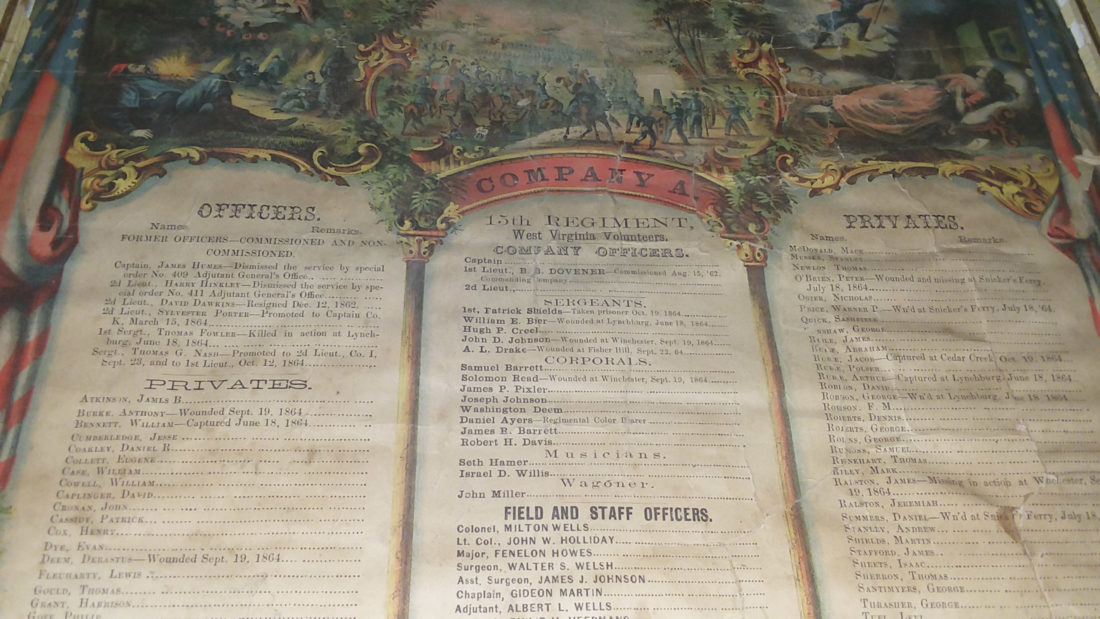 COMPANY A
OFFICERS.
Names. Remarks.
FORMER OFFICERS—COMMISSIONED AND NON-
COMMISSIONED.
Captain, JAMES HUMES—Dismissed the service by special
order No. 409 Adjutant General's Office.
2d Lieut., HARRY HINKLEY—Dismissed the service by spe-
cial order No. 411 Adjutant General's Office
2d Lieut., DAVID DAWKINS—Resigned Dec. 12, 1862.
2d Lieut., SYLVESTER PORTER—Promoted to Captain Co.
K, March 15, 1864
1st Sergt., THOMAS FOWLER—Killed in action at Lynch-
burg, June 18, 1864
Sergt., THOMAS G. NASH—Promoted to 2d Lieut., Co. I,
Sept. 23, and to 1st Lieut., Oct. 12, 1864
PRIVATES.
ATKINSON, JAMES B
BURKE, ANTHONY—Wounded Sept. 19, 1864
BENNETT, WILLIAM—Captured June 18, 1864
CUMBERLEDGE, JESSE
COAKLEY, DANIEL R
COLLETT, EUGENE
CASE, WILLIAM
COWELL, WILLIAM
CAPLINGER, DAVID
CRONAN, JOHN
CASSIDY, PATRICK
COX, HENRY
DYE, EVAN
DEEM, DERASTUS—Wounded Sept. 19, 1864
FLEUHARTY, LEWIS
GOULD, THOMAS
GRANT, HARRISON
GOFF, PHILIP
15th REGIMENT,
West Virginia Volunteers.
COMPANY OFFICERS.
Captain
1st Lieut., B. B. DOVENER—Commissioned Aug. 15, '62.
Commanding Company
2d Lieut.,
SERGEANTS.
1st, Patrick Shields—Taken prisoner Oct. 19, 1864
William E. Bier—Wounded at Lynchburg, June 18, 1864
Hugh P. Creel
John D. Johnson—Wounded at Winchester, Sept. 19, 1864
A. L. Drake—Wounded at Fisher Hill, Sept. 22, 64
CORPORALS.
Samuel Barrett
Solomon Read—Wounded at Winchester, Sept. 19, 1864
James P. Pixler
Joseph Johnson
Washington Deem
Daniel Ayers—Regimental Color Bearer
James R. Barrett
Robert H. Davis
Musicians.
Seth Hamer
Israel D. Willis
Wagoner.
John Miller
FIELD AND STAFF OFFICERS.
Colonel, MILTON WELLS
Lt. Col., JOHN W. HOLLIDAY
Major, FENELON HOWES
Surgeon, WALTER S. WELSH
Asst. Surgeon, JAMES J. JOHNSON
Chaplain, GIDEON MARTIN
Adjutant, ALBERT L. WELLS
PRIVATES.
Names. Remarks.
MCDONALD, MACK
NEWLON THOMAS
O'BRIEN, PETER—Wounded and missing at Snicker's Ferry,
July 18, 1864
OGIER, NICHOLAS
PRICE, WARNER P.—Wn'd at Snicker's Ferry, July 18, '64.
QUICK,
GEORGE
RULE, JAMES
ABRAHAM
JACOB—Captured at Cedar Creek, Oct. 19, 1864
ARTHUR—Captured at Lynchburg, June 18, 1864
DAVID
ROBSON, GEORGE—Wn'd at Lynchburg, June 18, 1864
ROBSON, F. M.
ROBERTS, DENNIS
ROBERTS, GEORGE
GEORGE
SAMUEL
RINEHART, THOMAS
RILEY, MARK
RALSTON, JAMES—Missing in action at Winchester,
19, 1864
RALSTON, JEREMIAH
SUMMERS, DANIEL—Wn'd at Ferry, July 18,
STANLEY, ANDREW
SHIELDS, MARTIN
STAFFORD, JAMES
SHEETS, ISAAC
SHERRON, THOMAS
SANTIMYERS, GEORGE
THRASHER, GEORGE